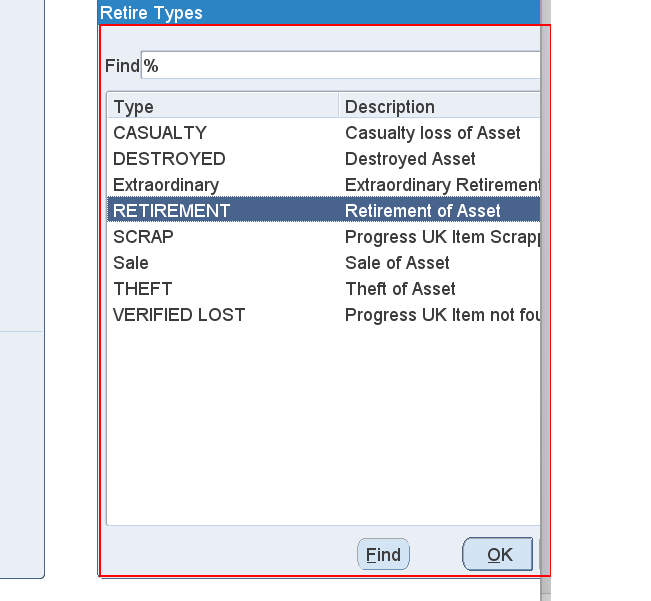 Retire Types
Find %
Type Description
CASUALTY Casualty loss of Asset
DESTROYED Destroyed Asset
Extraordinary Extraordinary Retirement
RETIREMENT Retirement of Asset
SCRAP Progress UK Item
Sale Sale of Asset
THEFT Theft of Asset
VERIFIED LOST Progress UK Item not
Find OK